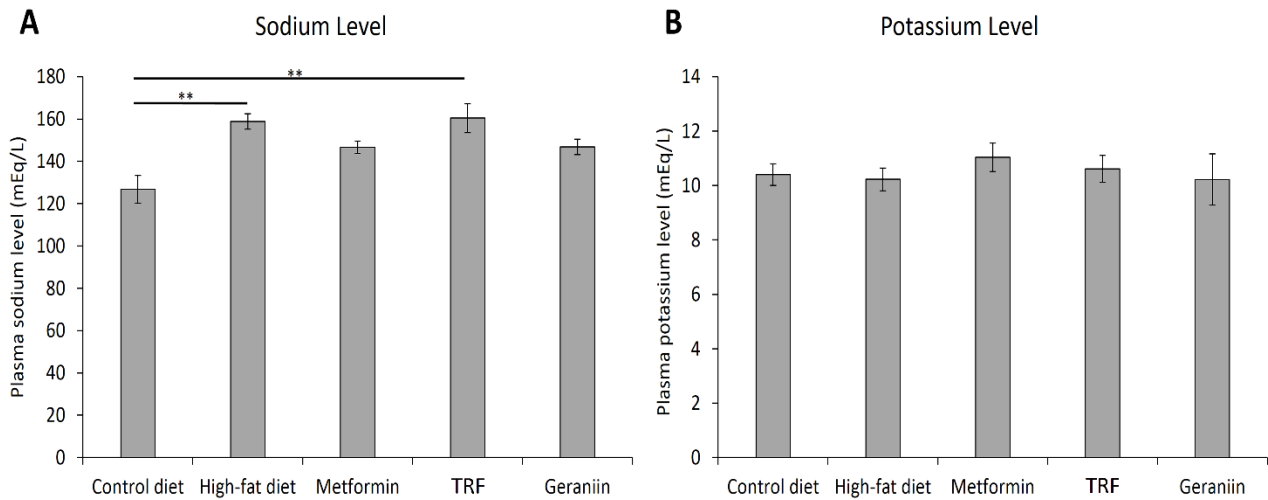 A
Sodium Level
Plasma sodium level (mEq/L)
180
160
140
120
100
80
60
40
20
0
**
**
Control diet
High-fat diet
Metformin
TRF
Geraniin
B
Potassium Level
Plasma potassium level (mEq/L)
14
12
10
8
6
4
2
0
Control diet
High-fat diet
Metformin
TRF
Geraniin